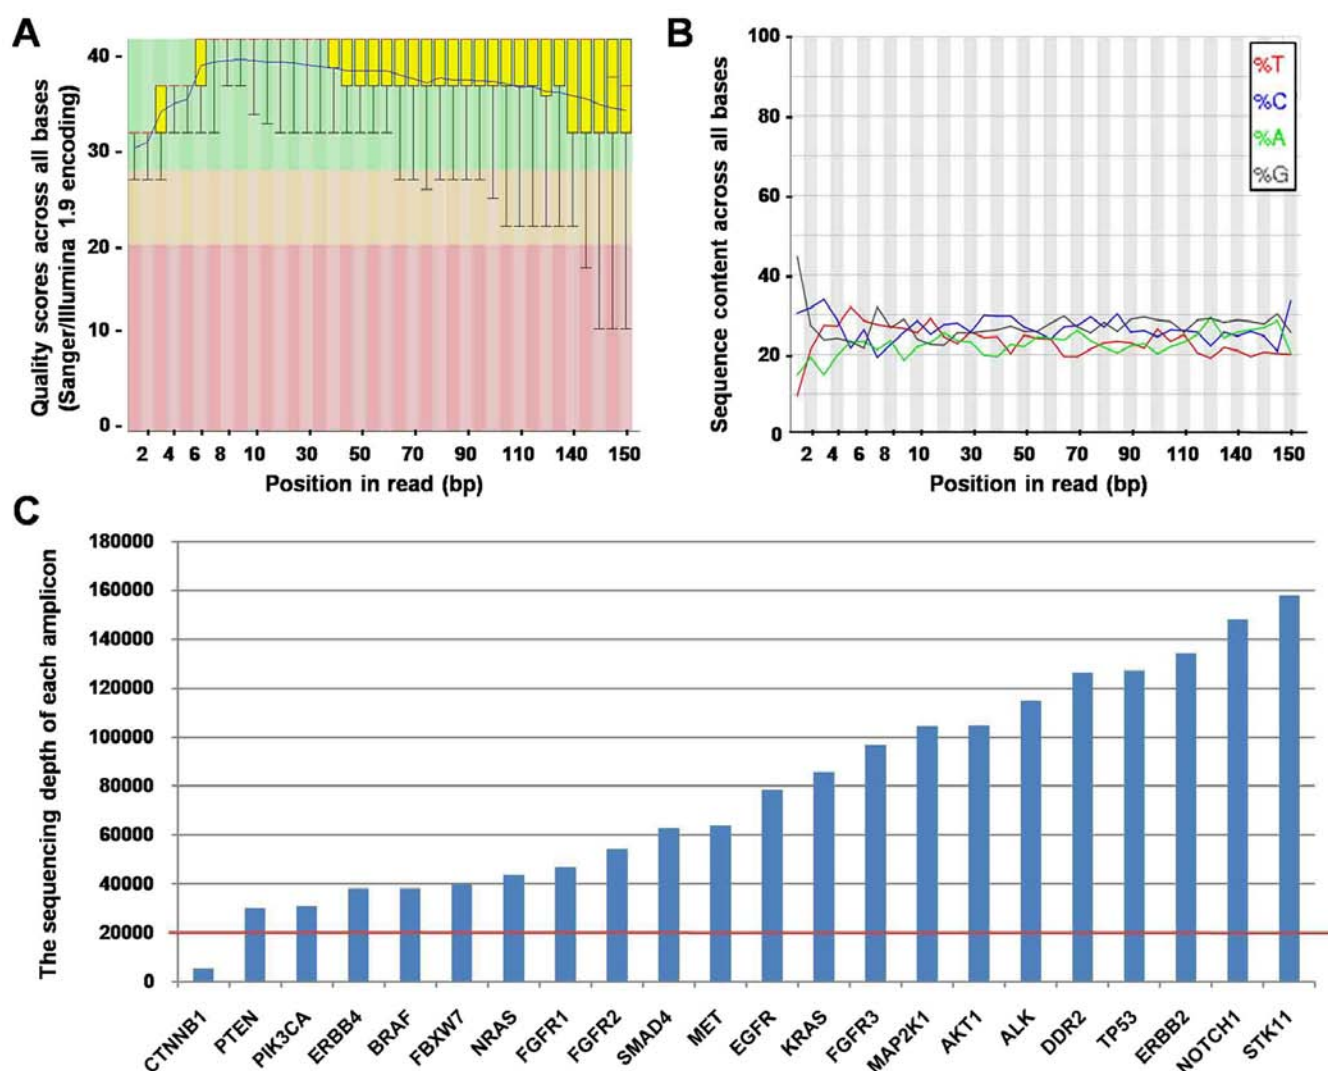 A
Quality scores across all bases
(Sanger/Illumina 1.9 encoding)
40
30
20
10
0
2 4 6 8 10 30 50 70 90 110 140 150
Position in read (bp)
B
Sequence content across all bases
100
80
60
40
20
0
%T
%C
%A
%G
2 4 6 8 10 30 50 70 90 110 140 150
Position in read (bp)
C
The sequencing depth of each amplicon
180000
160000
140000
120000
100000
80000
60000
40000
20000
0
CTNNB1
PTEN
PIK3CA
ERBB4
BRAF
FBXW7
NRAS
FGFR1
FGFR2
SMAD4
MET
EGFR
KRAS
FGFR3
MAP2K1
AKT1
ALK
DDR2
TP53
ERBB2
NOTCH1
STK11